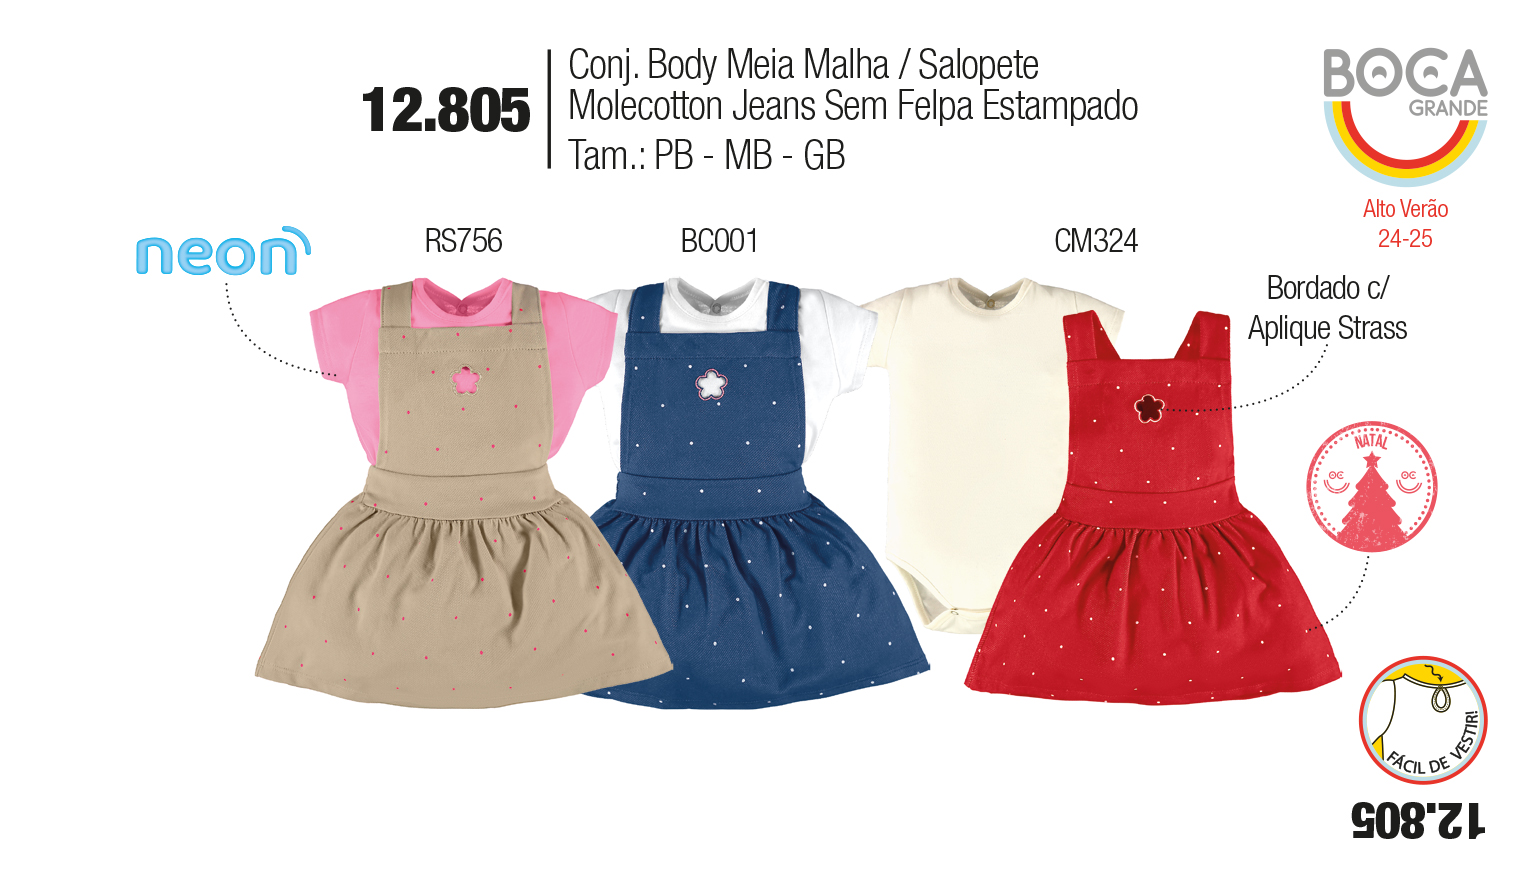 12.805
Conj. Body Meia Malha / Salopete
Molecotton Jeans Sem Felpa Estampado
Tam.: PB - MB - GB
BOCA
GRANDE
Alto Verão
24-25
neon
RS756
BC001
CM324
Bordado c/
Aplique Strass
NATAL
FÁCIL DE VESTIR!
12.805